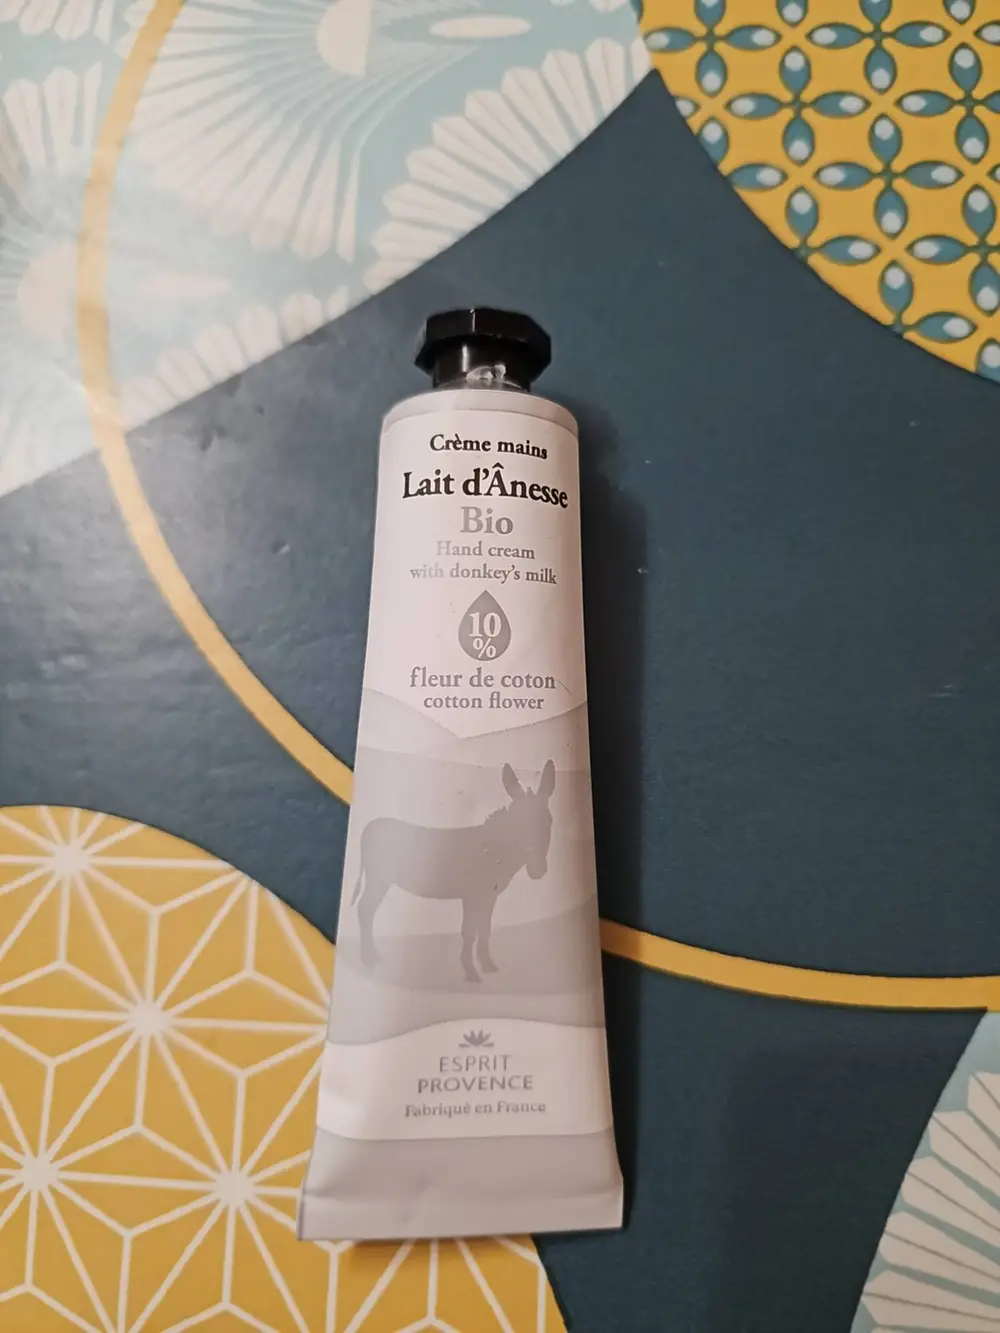 Crème mains
Lait d'Ânesse
Bio
Hand cream
with donkey's milk
10
%
fleur de coton
cotton flower
ESPRIT
PROVENCE
Fabriqué en France